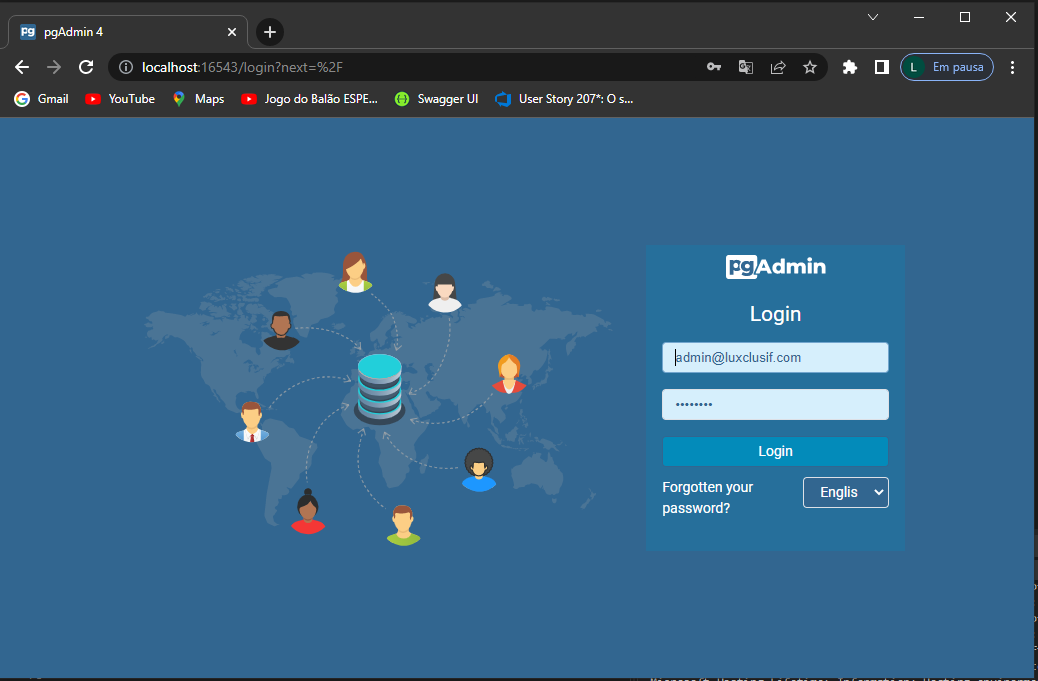 pg pgAdmin 4
localhost:16543/login?next=%2F
L Em pausa
Gmail YouTube Maps Jogo do Balão ESPE... Swagger UI User Story 207*: O s...
pgAdmin
Login
admin@luxclusif.com
••••••••
Login
Forgotten your
password?
Englis